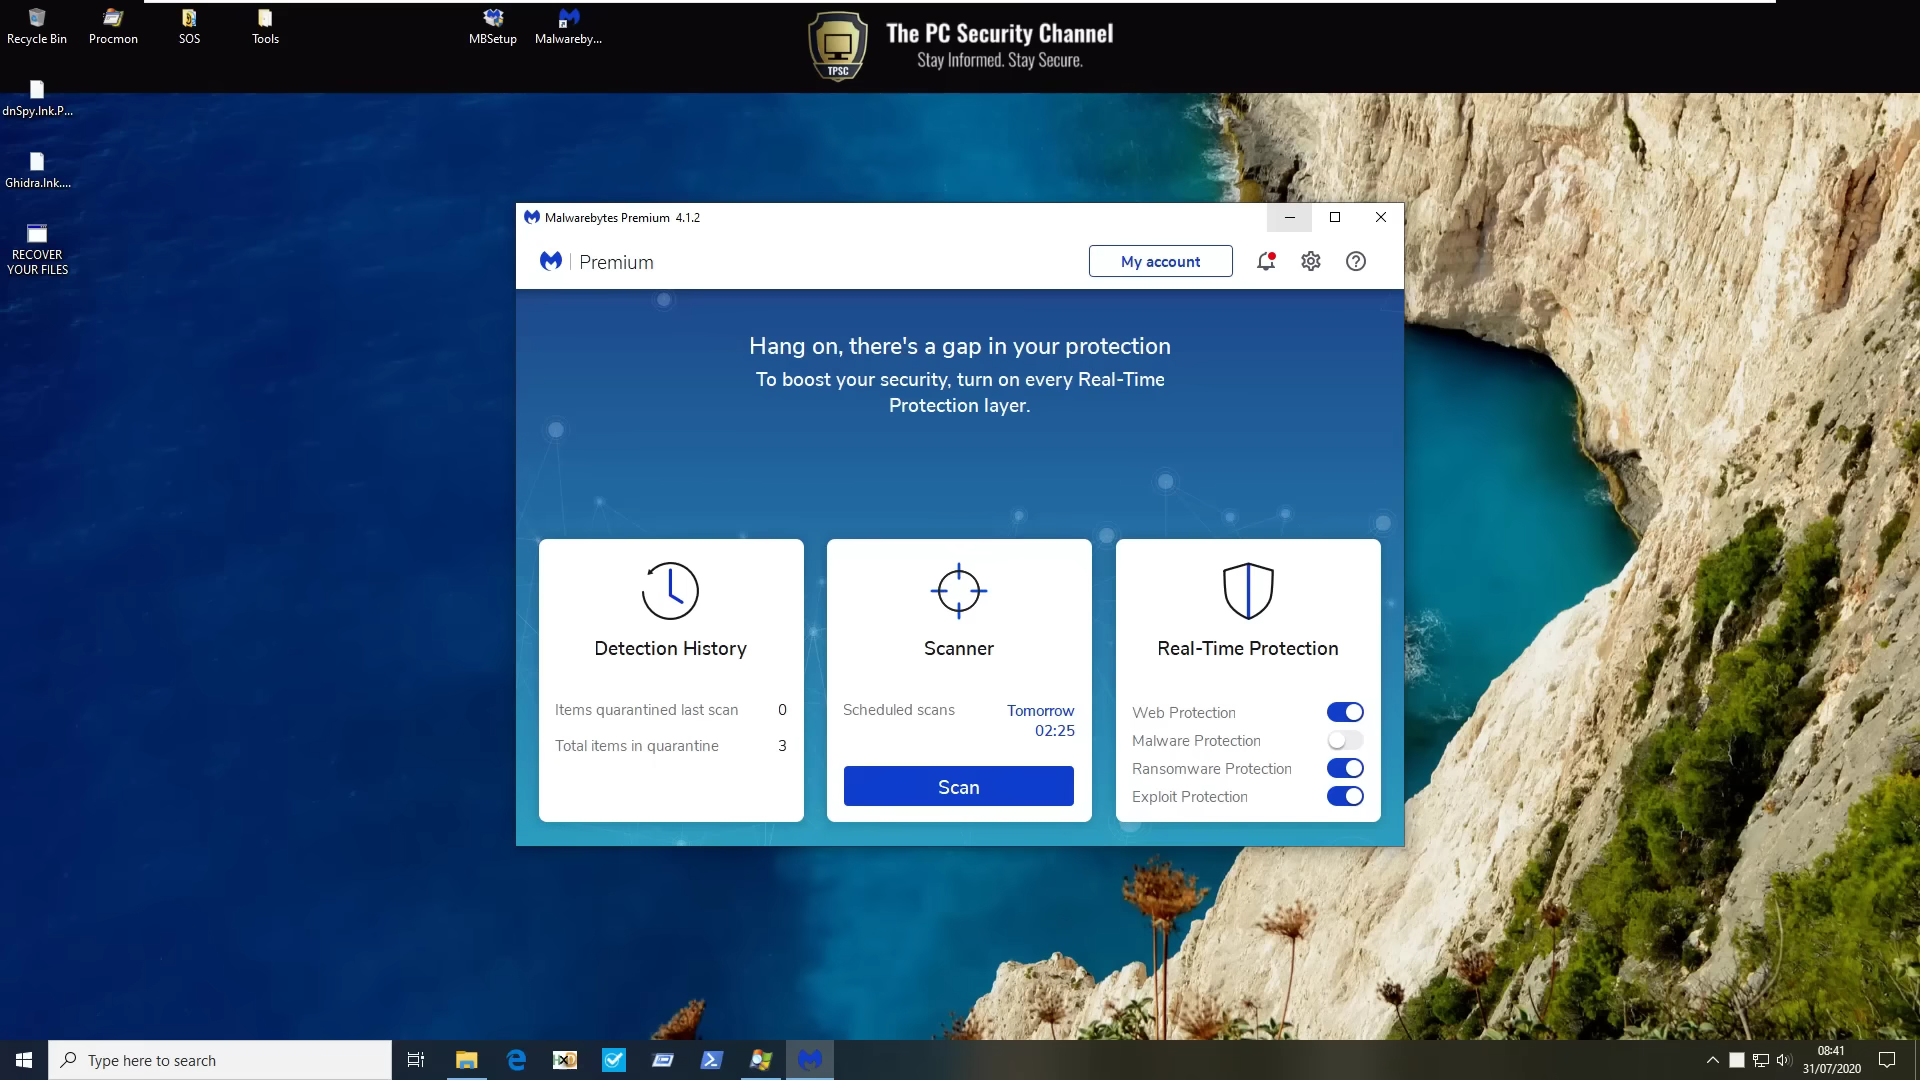 Recycle Bin
Procmon
SOS
Tools
MBSetup
Malwareby...
The PC Security Channel
Stay Informed. Stay Secure.
TPSC
dnSpy.lnk.P...
Ghidra.lnk....
RECOVER
YOUR FILES
Malwarebytes Premium 4.1.2
Premium
My account
Hang on, there's a gap in your protection
To boost your security, turn on every Real-Time
Protection layer.
Detection History
Items quarantined last scan 0
Total items in quarantine 3
Scanner
Scheduled scans Tomorrow
02:25
Scan
Real-Time Protection
Web Protection
Malware Protection
Ransomware Protection
Exploit Protection
Type here to search
08:41
31/07/2020